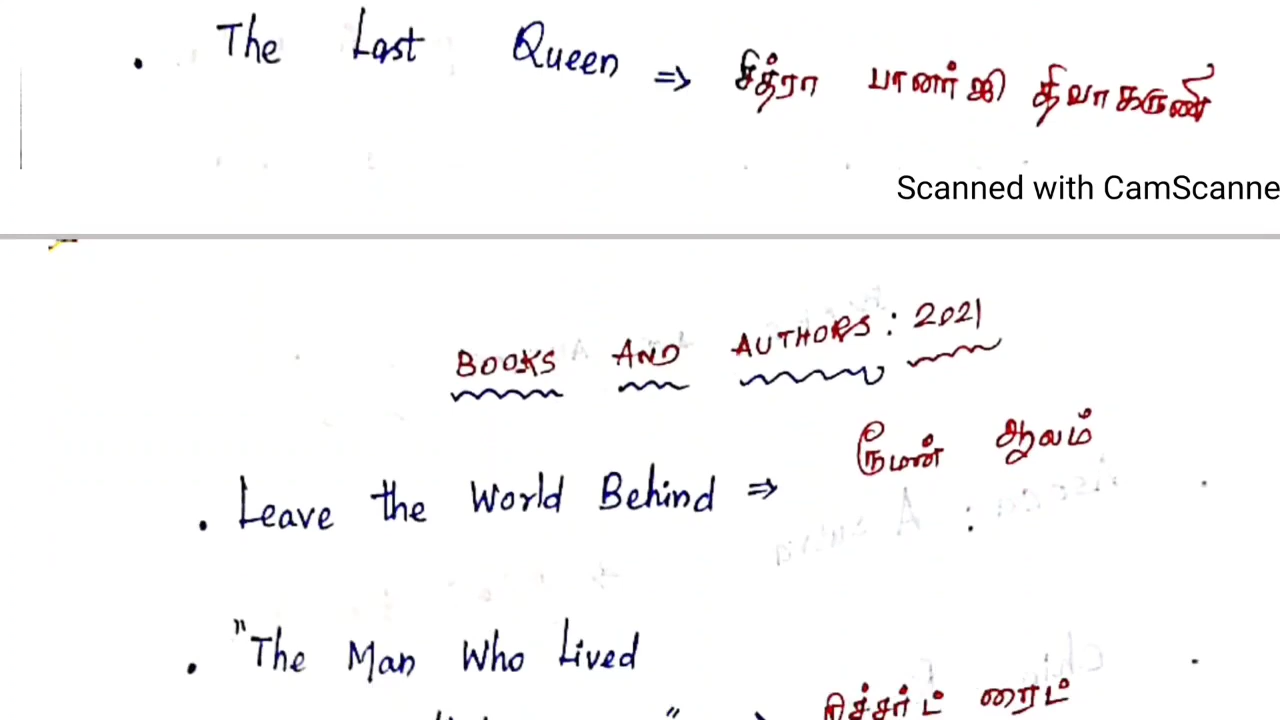 . The Last Queen ⇒ சித்ரா பானர்ஜி திவாகருணி
Scanned with CamScanne
BOOKS AND AUTHORS : 2021
. Leave the World Behind ⇒ ருமான் ஆலம்
. "The Man Who Lived
" ⇒ ரிச்சர்ட் ரைட்